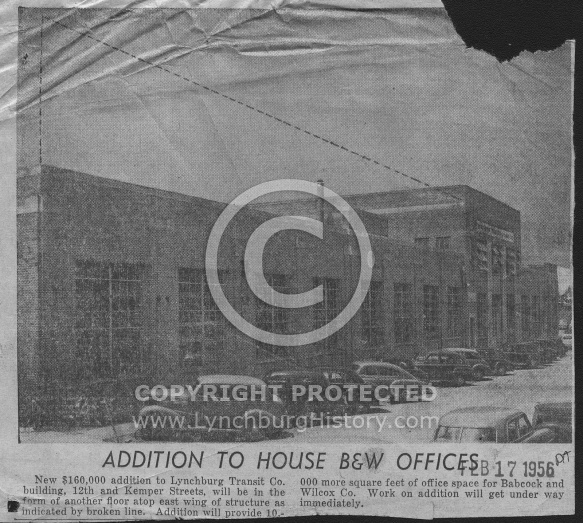 COPYRIGHT PROTECTED
www.LynchburgHistory.com
ADDITION TO HOUSE B&W OFFICES
FEB 17 1956
New $160,000 addition to Lynchburg Transit Co.
building, 12th and Kemper Streets, will be in the
form of another floor atop east wing of structure as
indicated by broken line. Addition will provide 10,-
000 more square feet of office space for Babcock and
Wilcox Co. Work on addition will get under way
immediately.